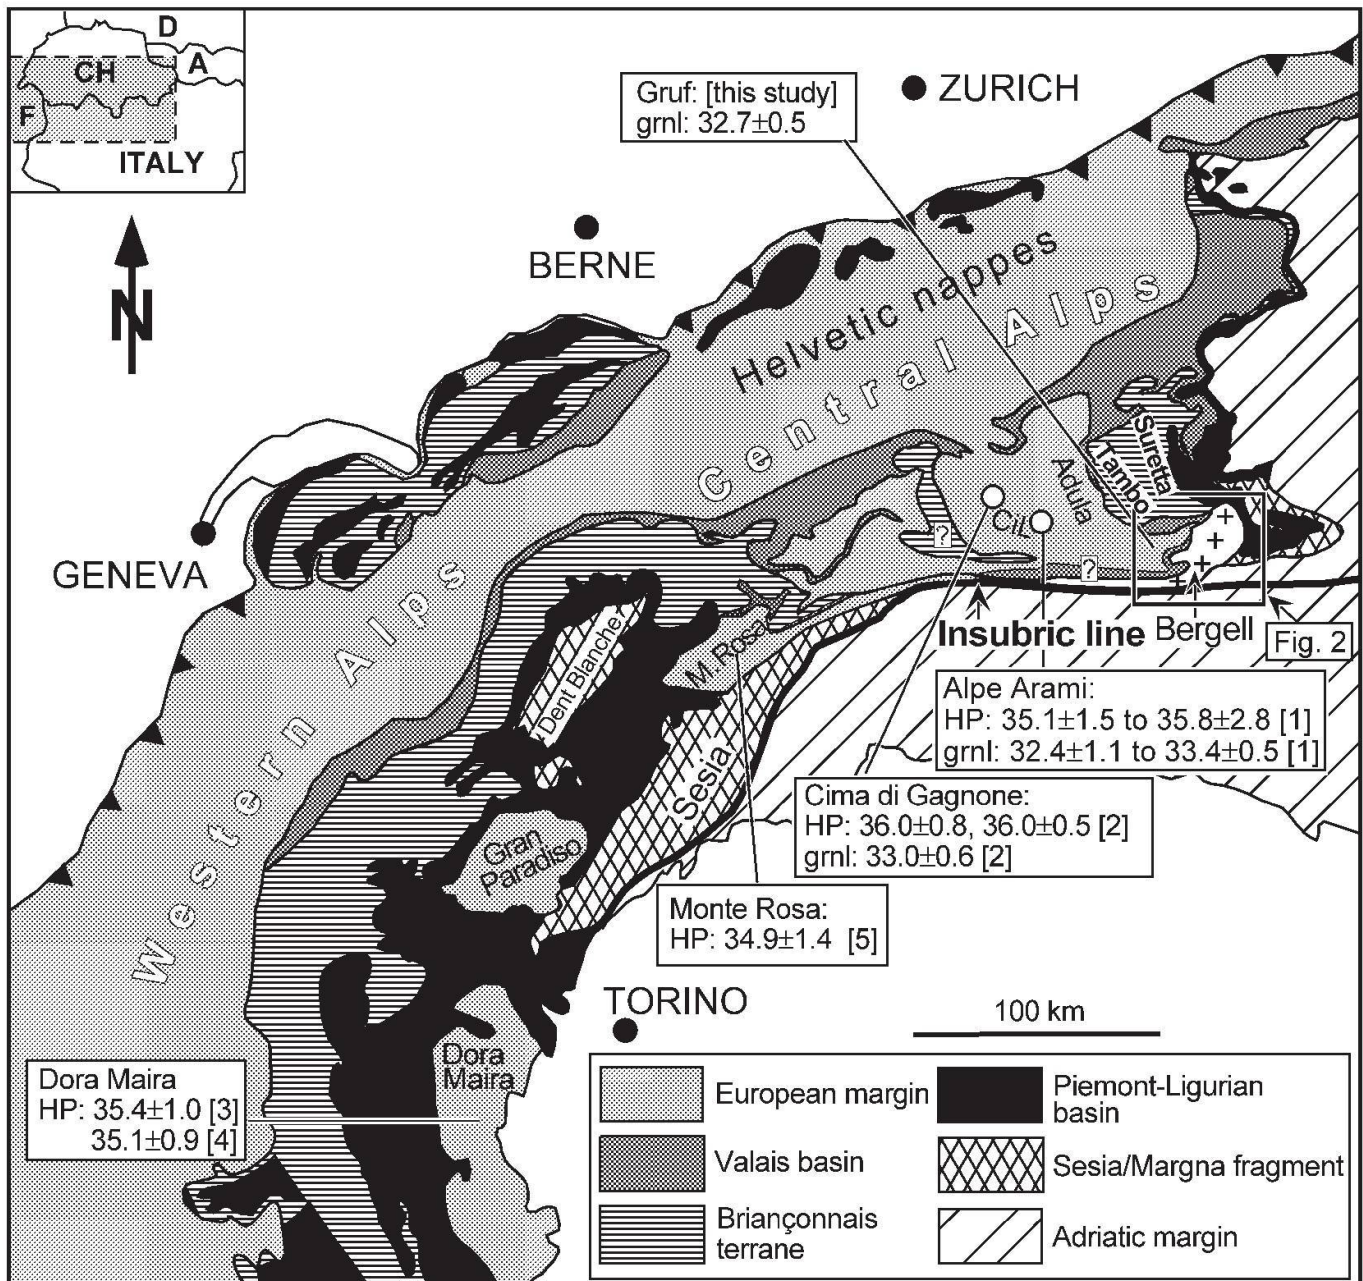 D
CH
A
F
ITALY
N
Gruf: [this study]
grnl: 32.7±0.5
ZURICH
BERNE
GENEVA
Helvetic nappes
Central Alps
Western Alps
Suretta
Tambo
Adula
CiL
?
?
Insubric line
Bergell
Fig. 2
Dent Blanche
M. Rosa
Sesia
Gran
Paradiso
Alpe Arami:
HP: 35.1±1.5 to 35.8±2.8 [1]
grnl: 32.4±1.1 to 33.4±0.5 [1]
Cima di Gagnone:
HP: 36.0±0.8, 36.0±0.5 [2]
grnl: 33.0±0.6 [2]
Monte Rosa:
HP: 34.9±1.4 [5]
TORINO
100 km
Dora
Maira
Dora Maira
HP: 35.4±1.0 [3]
35.1±0.9 [4]
European margin
Valais basin
Briançonnais
terrane
Piemont-Ligurian
basin
Sesia/Margna fragment
Adriatic margin